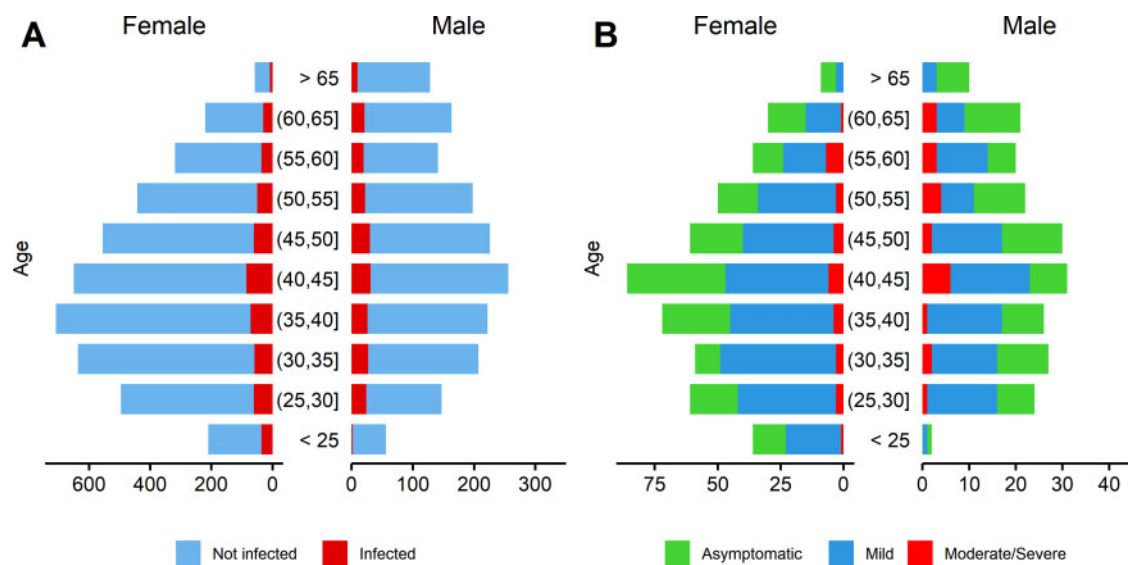 A
Female
Male
> 65
(60,65]
(55,60]
(50,55]
(45,50]
(40,45]
(35,40]
(30,35]
(25,30]
< 25
Age
600 400 200 0
0 100 200 300
Not infected Infected
B
Female
Male
> 65
(60,65]
(55,60]
(50,55]
(45,50]
(40,45]
(35,40]
(30,35]
(25,30]
< 25
Age
75 50 25 0
0 10 20 30 40
Asymptomatic Mild Moderate/Severe